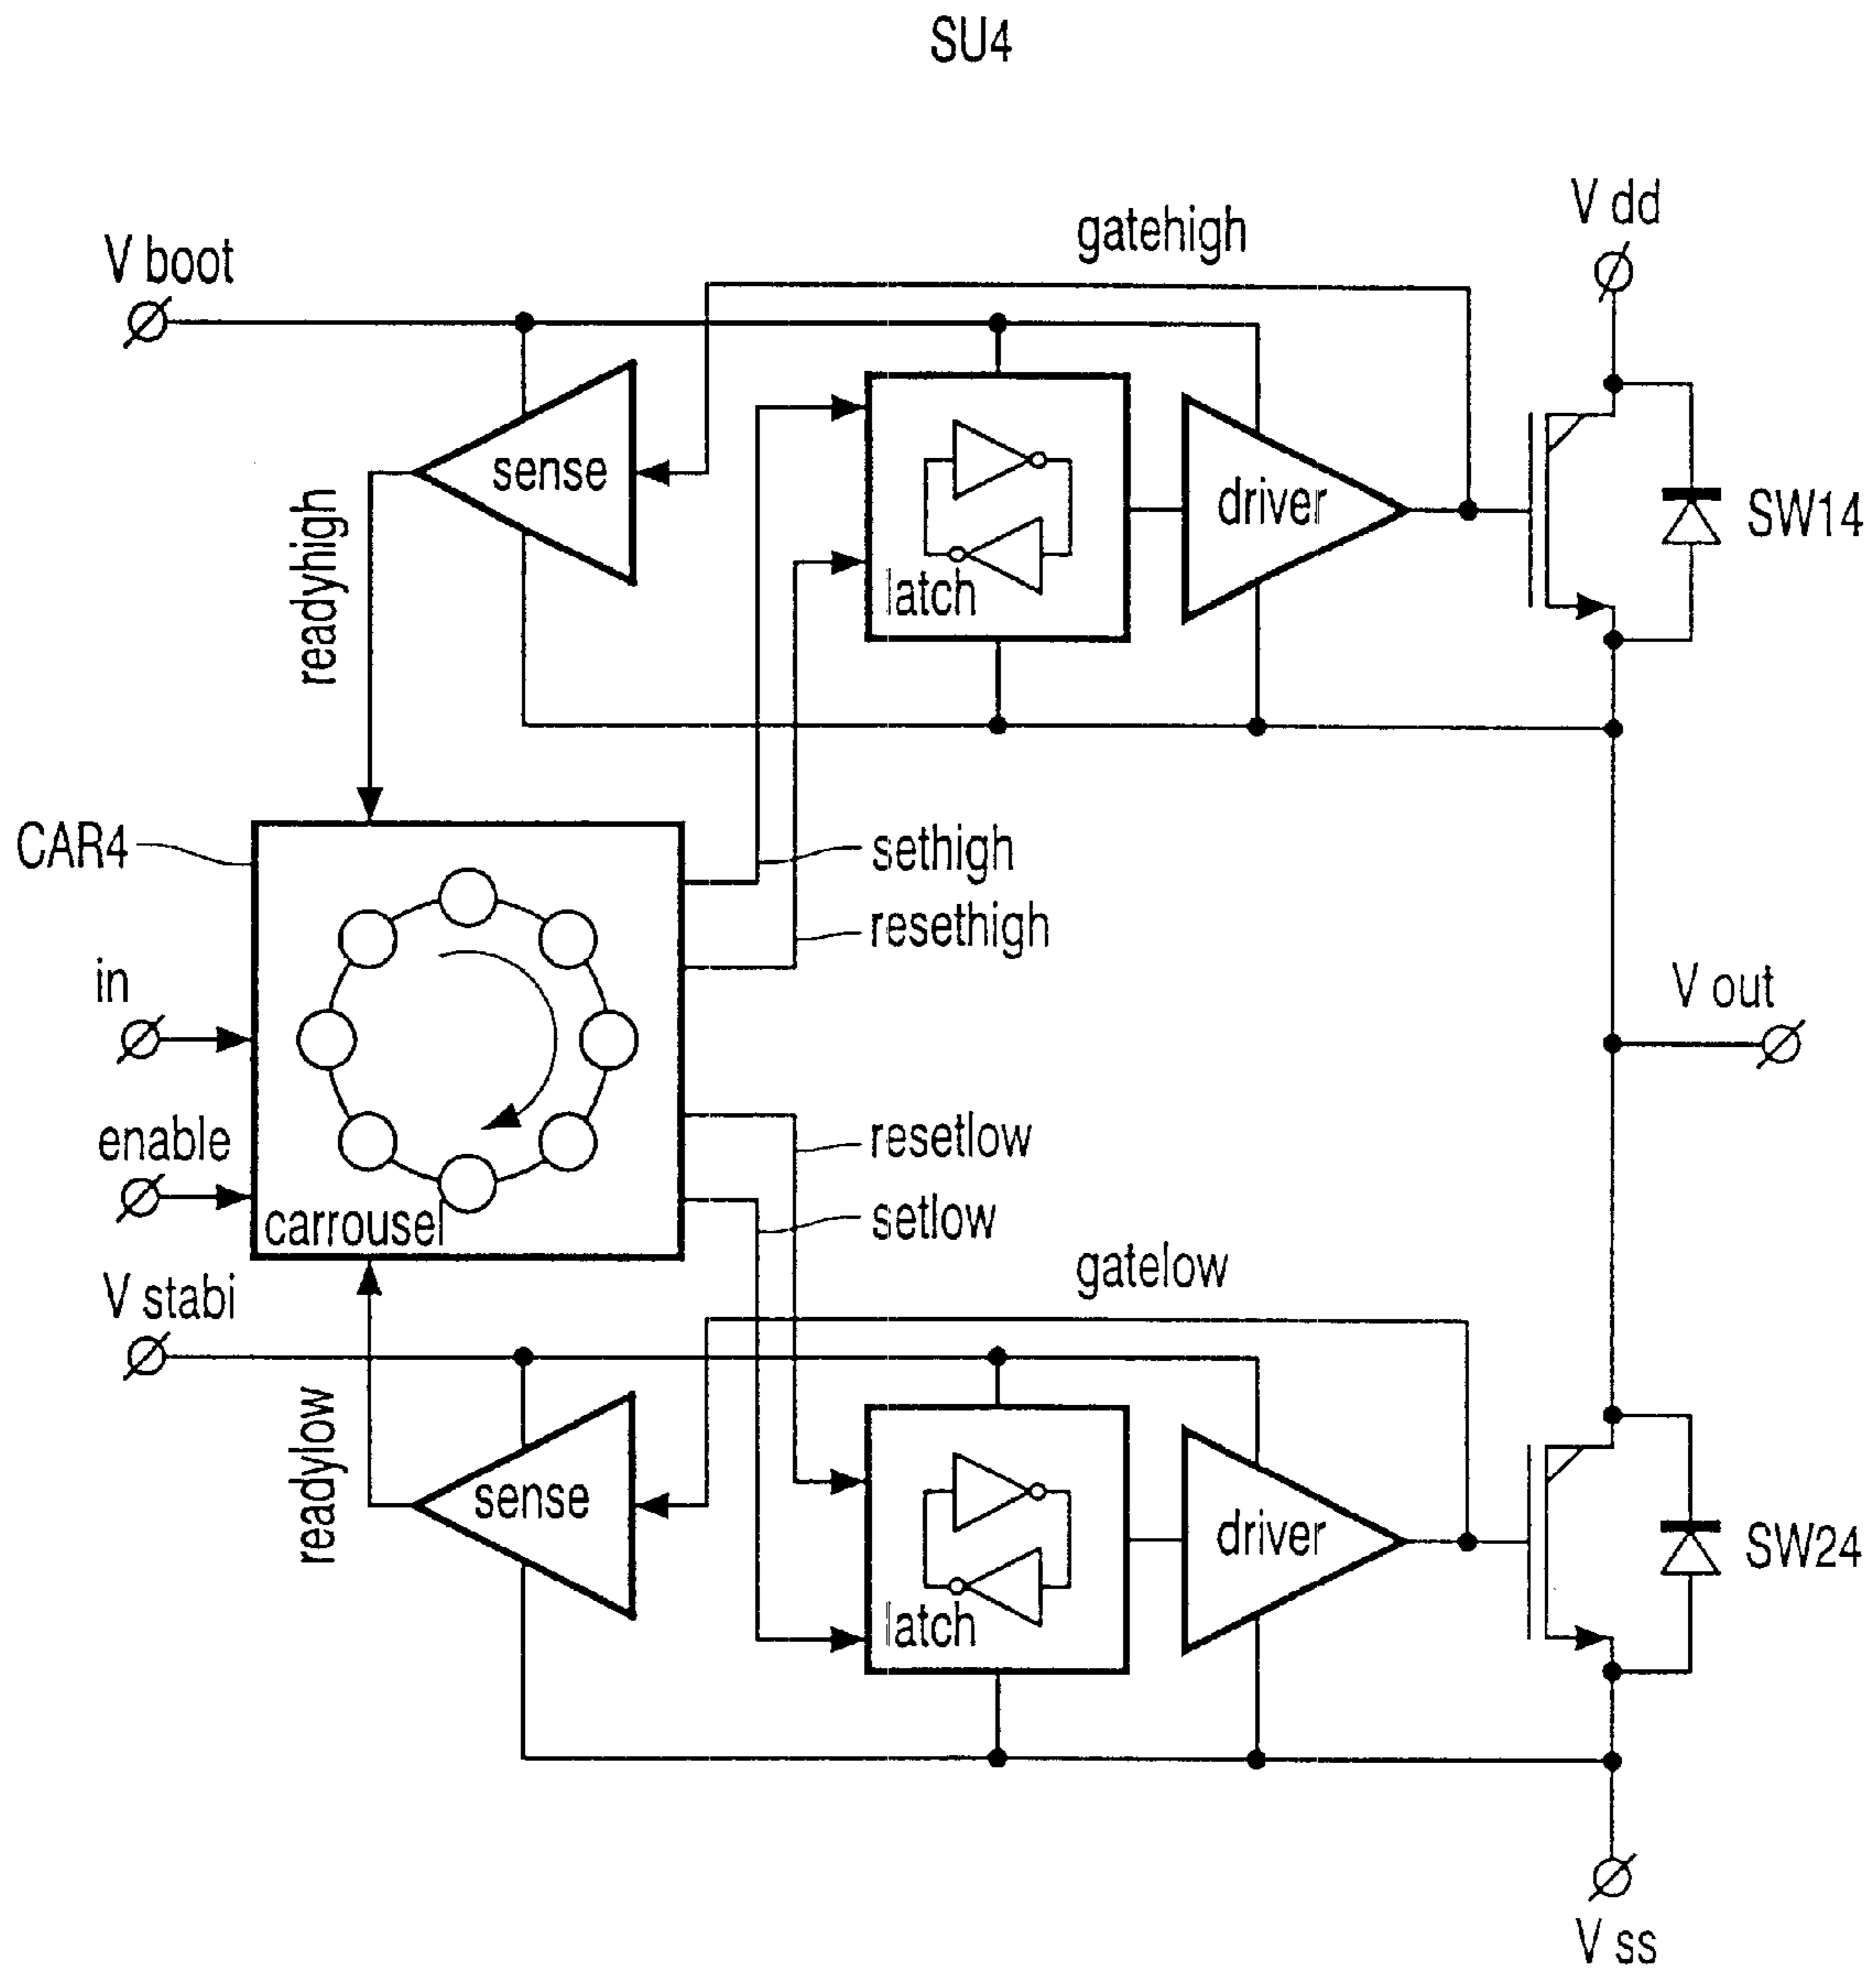 SU4
V dd
gatehigh
V boot
sense
driver
SW14
latch
readyhigh
CAR4
sethigh
resethigh
in
V out
enable
resetlow
setlow
carrousel
gatelow
V stabi
readylow
sense
driver
SW24
latch
V ss